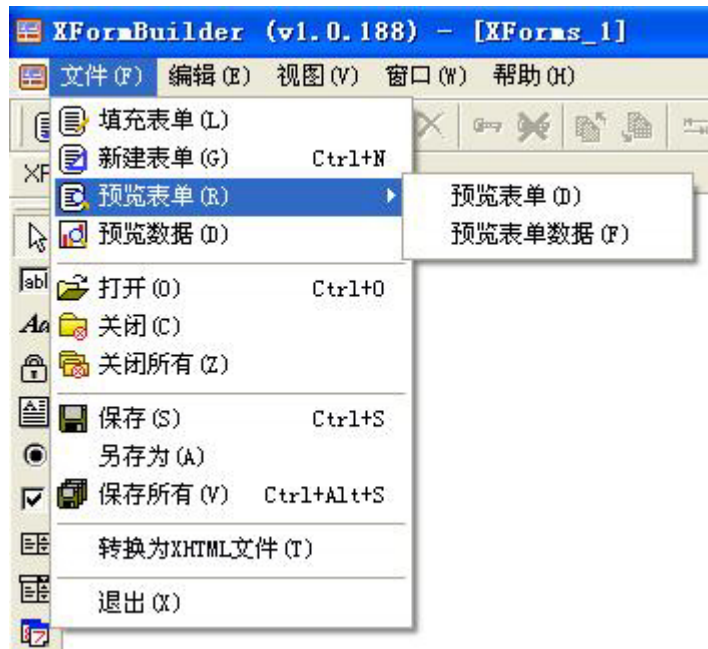 XFormBuilder (v1.0.188) - [XForms_1]
文件(F) 编辑(E) 视图(V) 窗口(W) 帮助(H)
填充表单(L)
新建表单(G) Ctrl+N
预览表单(R)
预览表单(D)
预览数据(D)
预览表单数据(F)
打开(O) Ctrl+O
关闭(C)
关闭所有(Z)
保存(S) Ctrl+S
另存为(A)
保存所有(V) Ctrl+Alt+S
转换为XHTML文件(T)
退出(X)
XF
abl
Aa